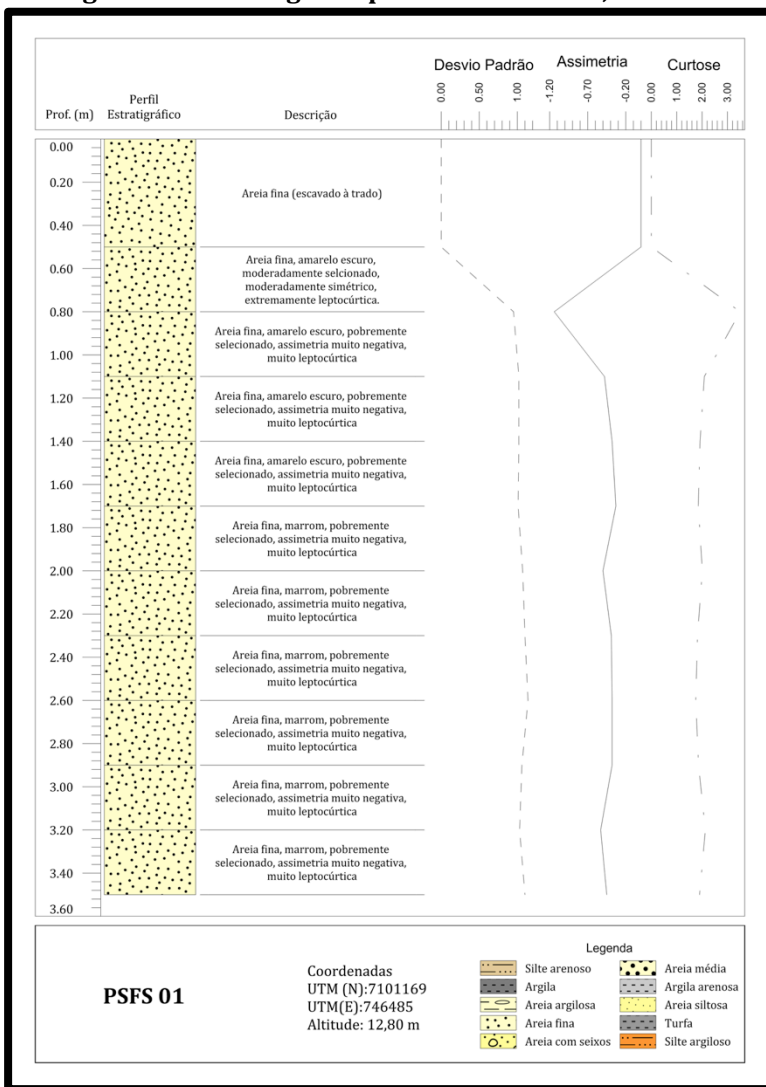 Desvio Padrão
Assimetria
Curtose
0.00
0.50
1.00
-1.20
-0.70
-0.20
0.00
1.00
2.00
3.00
Prof. (m)
Perfil
Estratigráfico
Descrição
0.00
0.20
0.40
0.60
0.80
1.00
1.20
1.40
1.60
1.80
2.00
2.20
2.40
2.60
2.80
3.00
3.20
3.40
3.60
Areia fina (escavado à trado)
Areia fina, amarelo escuro,
moderadamente selcionado,
moderadamente simétrico,
extremamente leptocúrtica.
Areia fina, amarelo escuro, pobremente
selecionado, assimetria muito negativa,
muito leptocúrtica
Areia fina, amarelo escuro, pobremente
selecionado, assimetria muito negativa,
muito leptocúrtica
Areia fina, amarelo escuro, pobremente
selecionado, assimetria muito negativa,
muito leptocúrtica
Areia fina, marrom, pobremente
selecionado, assimetria muito negativa,
muito leptocúrtica
Areia fina, marrom, pobremente
selecionado, assimetria muito negativa,
muito leptocúrtica
Areia fina, marrom, pobremente
selecionado, assimetria muito negativa,
muito leptocúrtica
Areia fina, marrom, pobremente
selecionado, assimetria muito negativa,
muito leptocúrtica
Areia fina, marrom, pobremente
selecionado, assimetria muito negativa,
muito leptocúrtica
Areia fina, marrom, pobremente
selecionado, assimetria muito negativa,
muito leptocúrtica
PSFS 01
Coordenadas
UTM (N):7101169
UTM(E):746485
Altitude: 12,80 m
Legenda
Silte arenoso
Argila
Areia argilosa
Areia fina
Areia com seixos
Areia média
Argila arenosa
Areia siltosa
Turfa
Silte argiloso